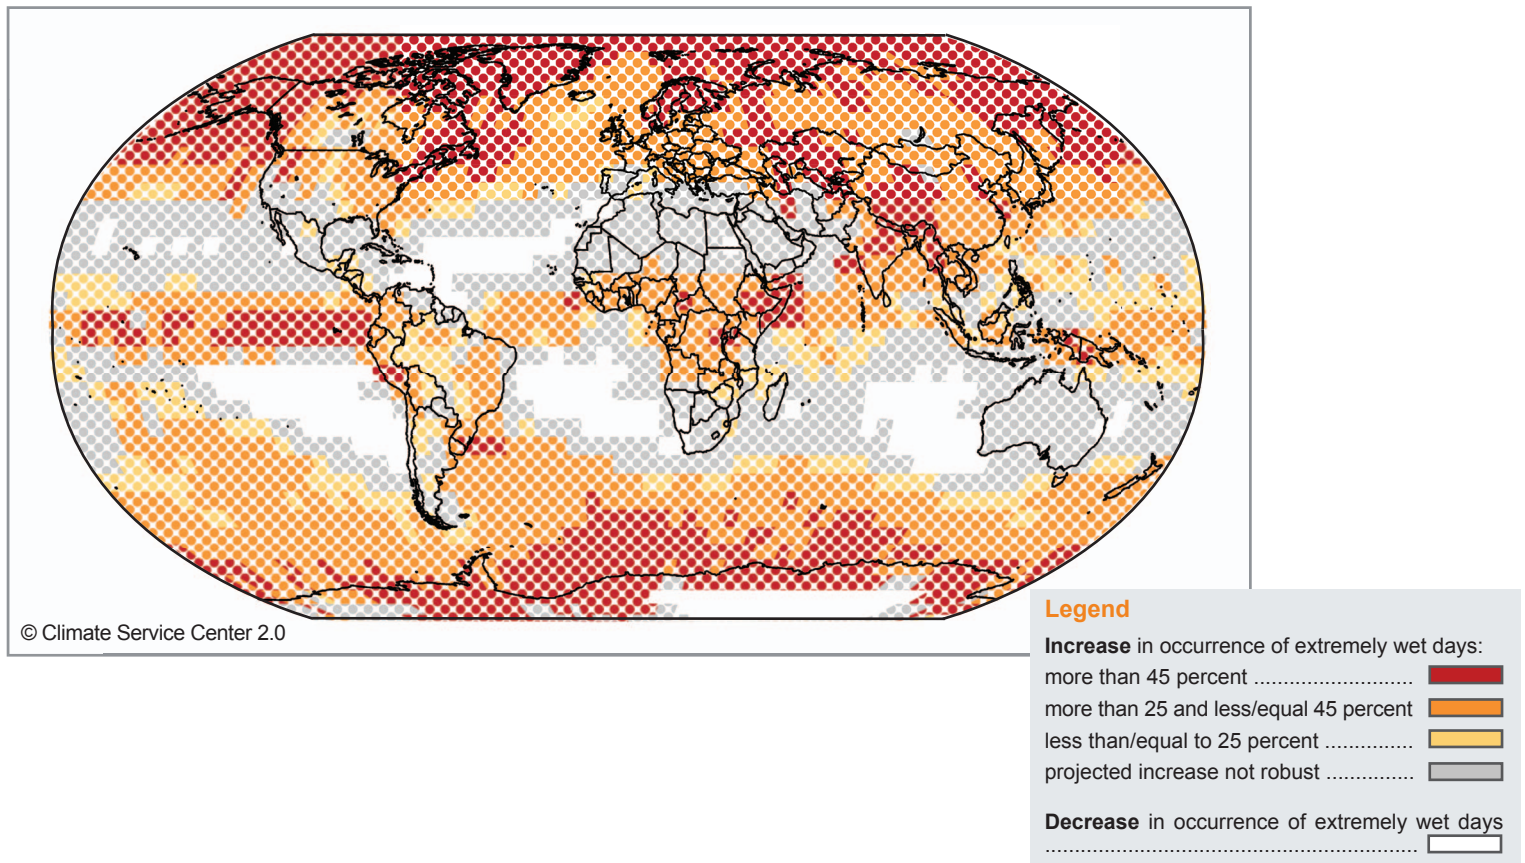 © Climate Service Center 2.0
Legend
Increase in occurrence of extremely wet days:
more than 45 percent ...........................
more than 25 and less/equal 45 percent
less than/equal to 25 percent ...............
projected increase not robust ...............
Decrease in occurrence of extremely wet days
...............................................................